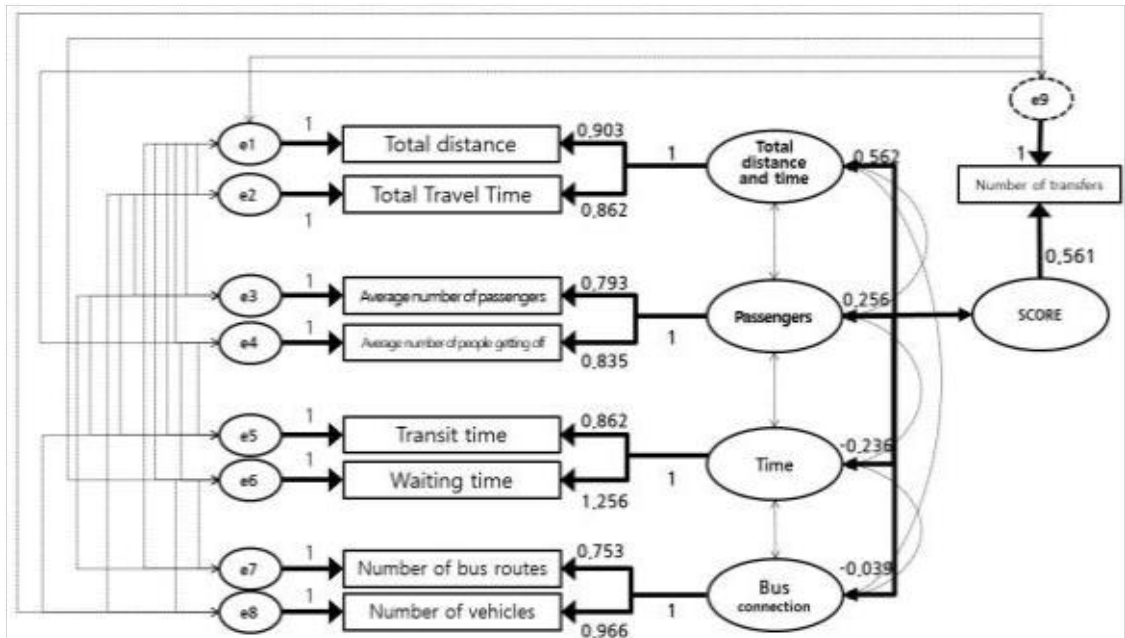 e9
1
0,903
Total
distance
and time
e1
Total distance
1
0,562
1
Number of transfers
e2
Total Travel Time
0,862
1
0,561
1
0,793
e3
Average number of passengers
0,256
Passengers
SCORE
1
e4
Average number of people getting off
1
0,835
1
0,862
e5
Transit time
-0,236
1
Time
e6
Waiting time
1
1,256
1
0,753
-0,039
e7
Number of bus routes
Bus
connection
1
e8
Number of vehicles
1
0,966